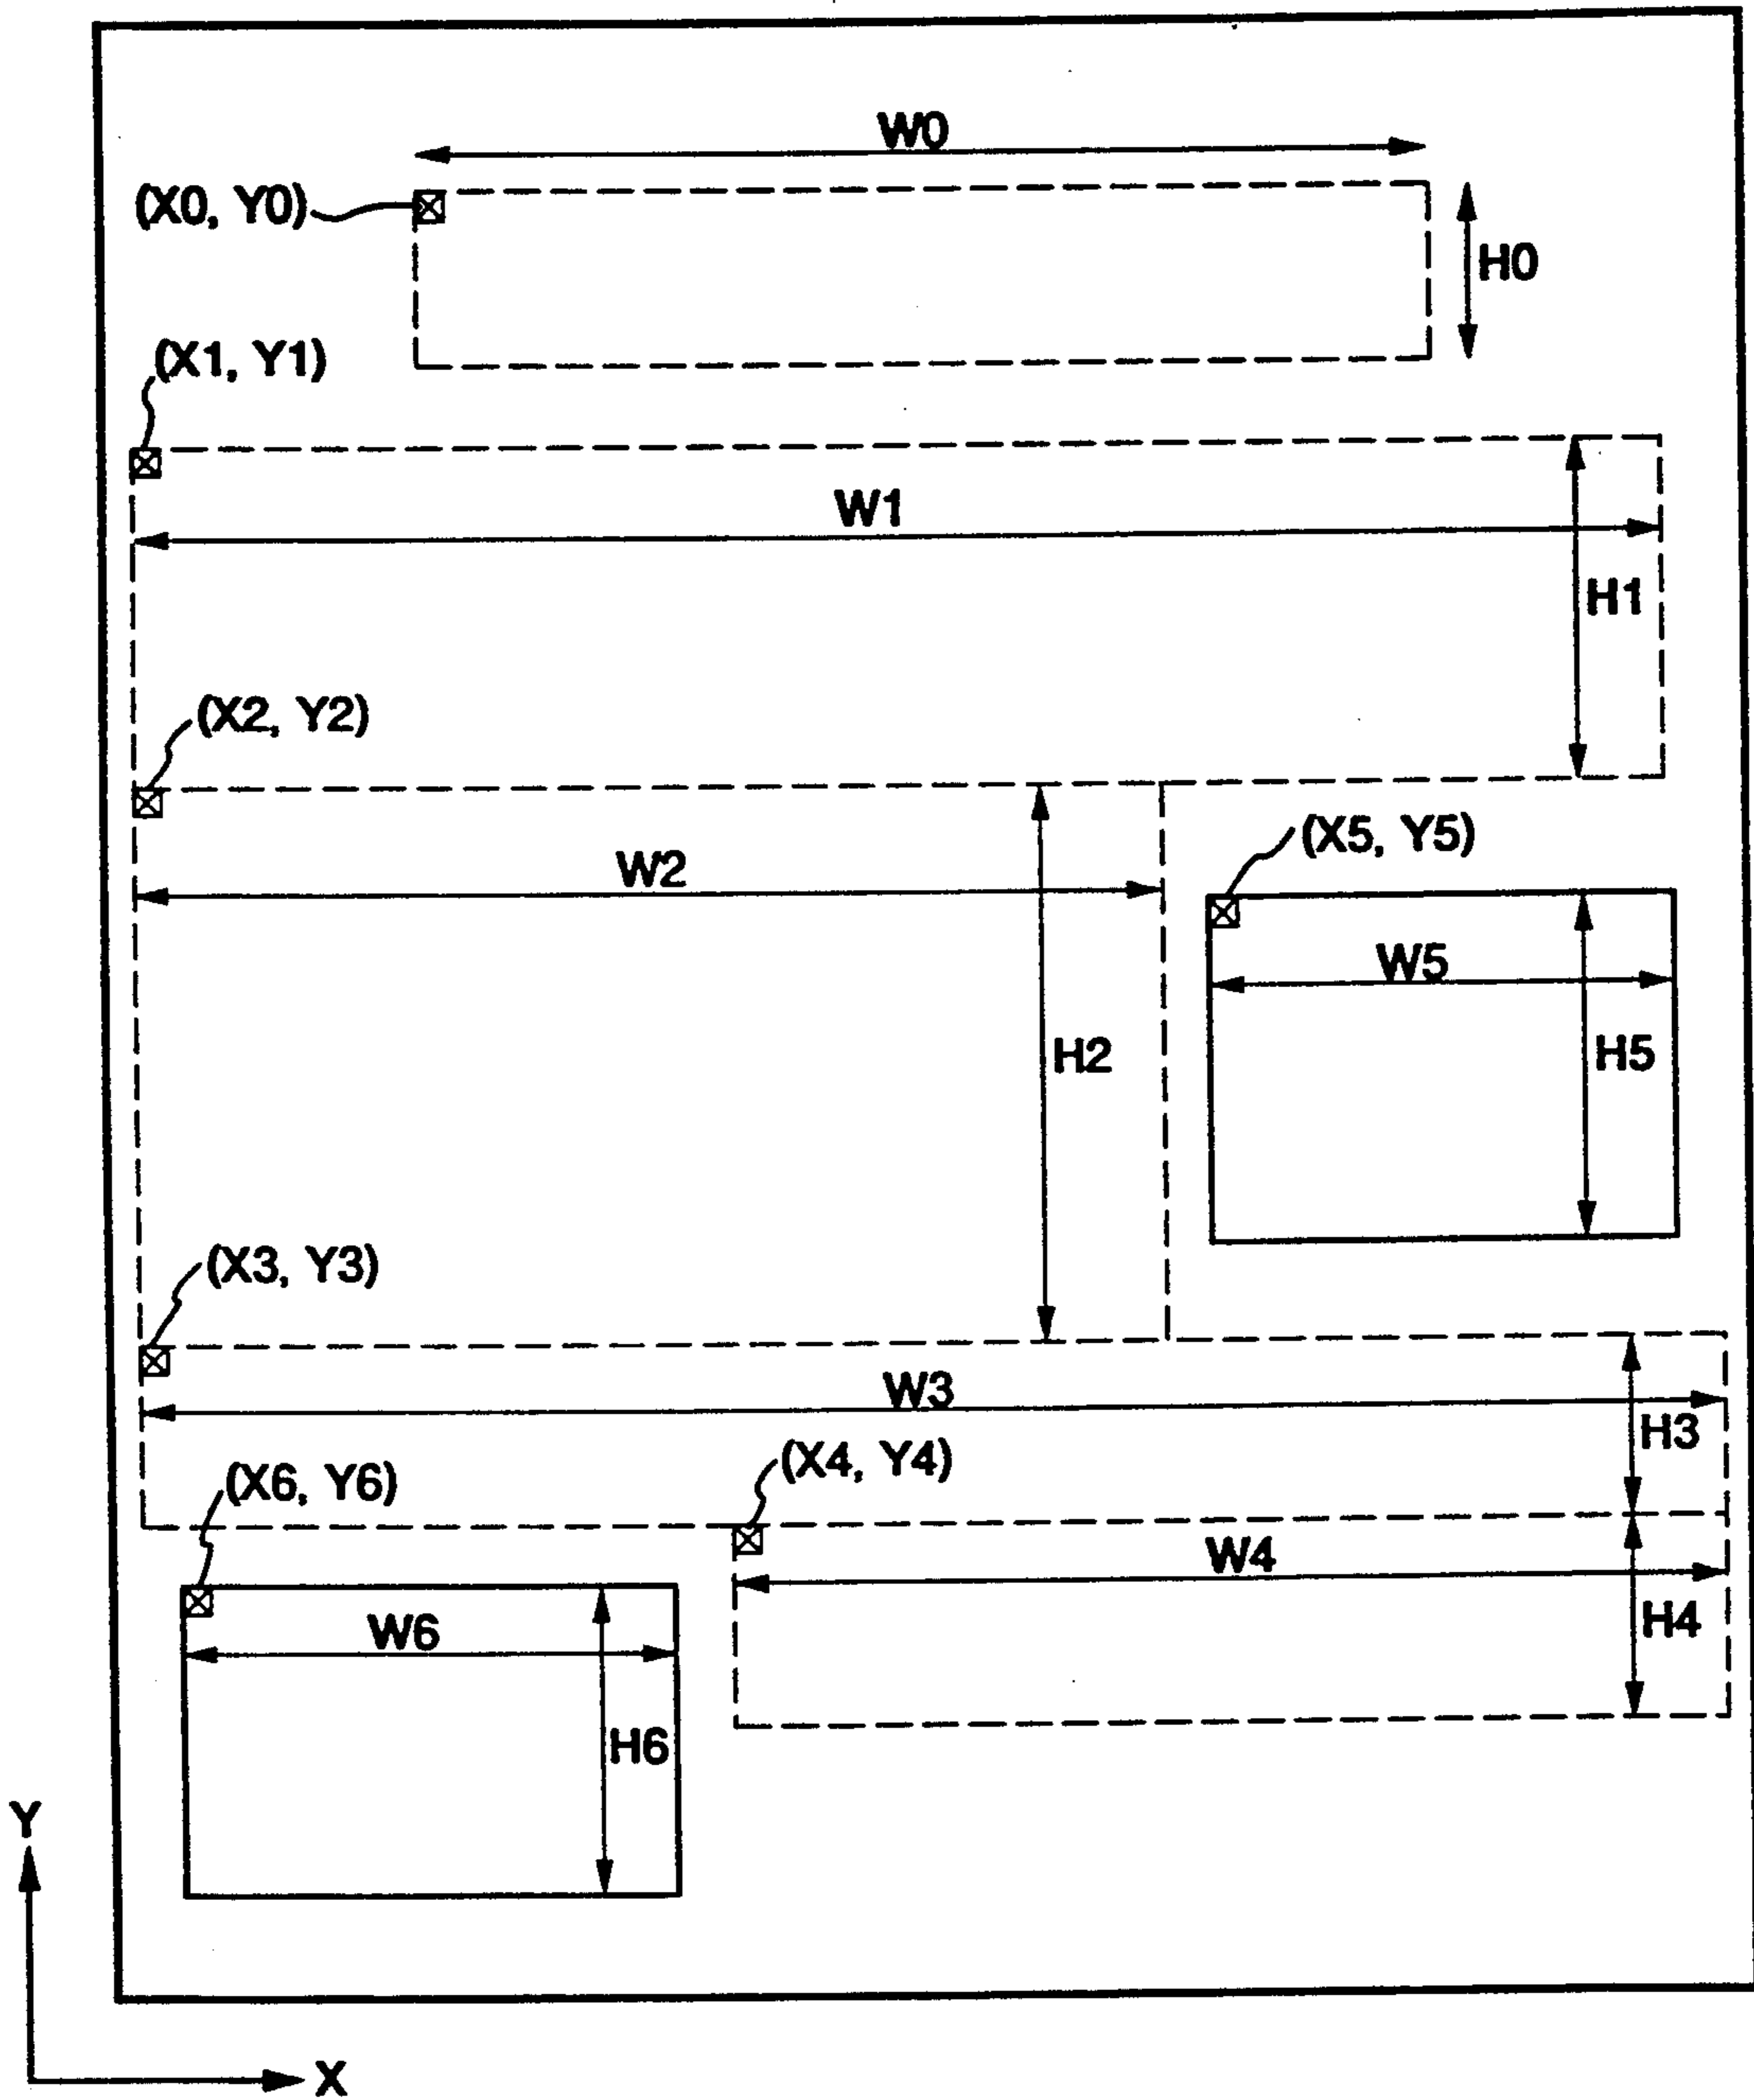 W0
(X0, Y0)
H0
(X1, Y1)
W1
H1
(X2, Y2)
(X5, Y5)
W2
W5
H2
H5
(X3, Y3)
W3
H3
(X4, Y4)
(X6, Y6)
W4
H4
W6
H6
Y
X